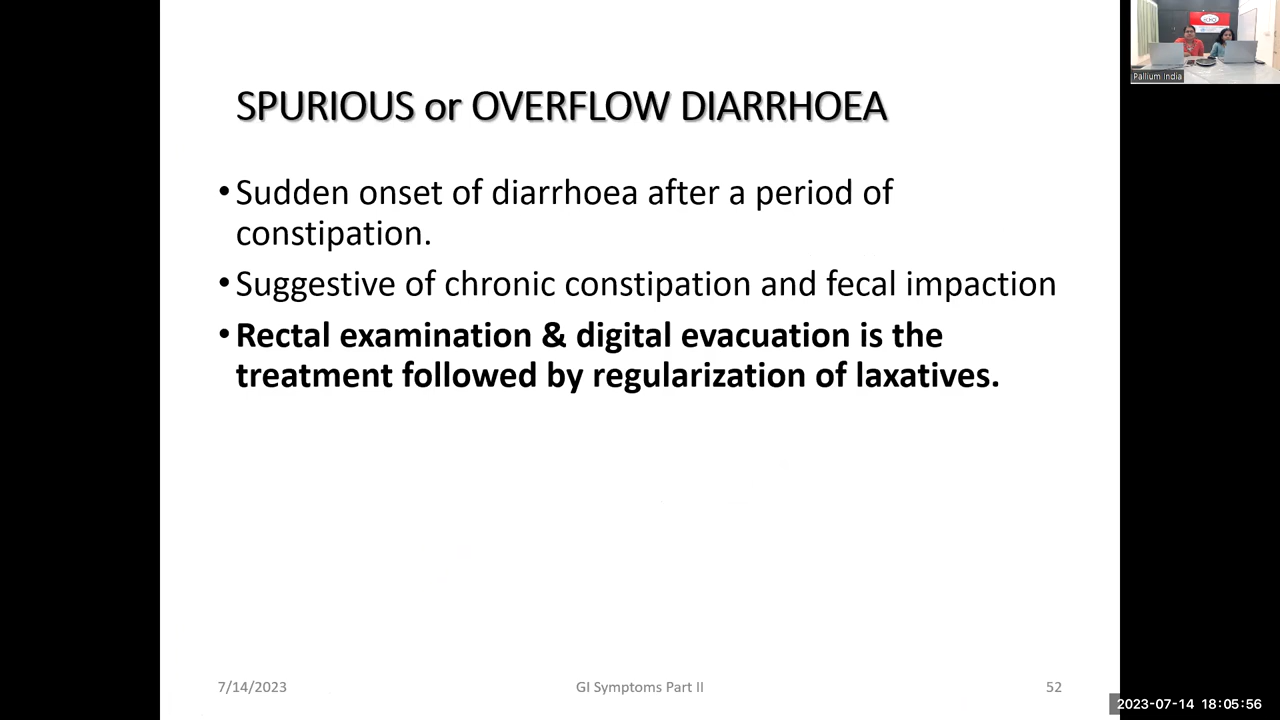 SPURIOUS or OVERFLOW DIARRHOEA
• Sudden onset of diarrhoea after a period of
constipation.
• Suggestive of chronic constipation and fecal impaction
• Rectal examination & digital evacuation is the
treatment followed by regularization of laxatives.
7/14/2023
GI Symptoms Part II
52
Pallium India
2023-07-14 18:05:56